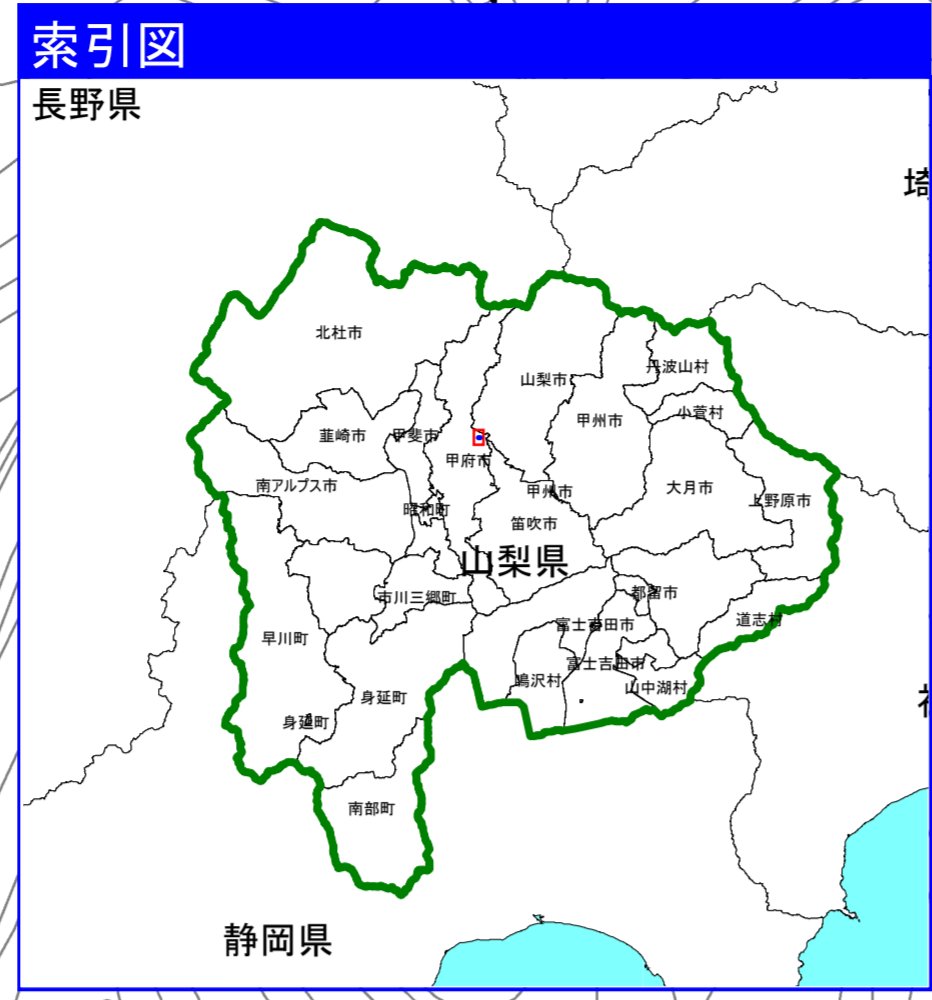 索引図
長野県
埼
北杜市
丹波山村
山梨市
小菅村
甲州市
韮崎市
甲斐市
甲府市
南アルプス市
甲州市
大月市
上野原市
昭和町
笛吹市
山梨県
市川三郷町
都留市
道志村
富士吉田市
早川町
富士吉田市
鳴沢村
山中湖村
身延町
身延町
南部町
静岡県